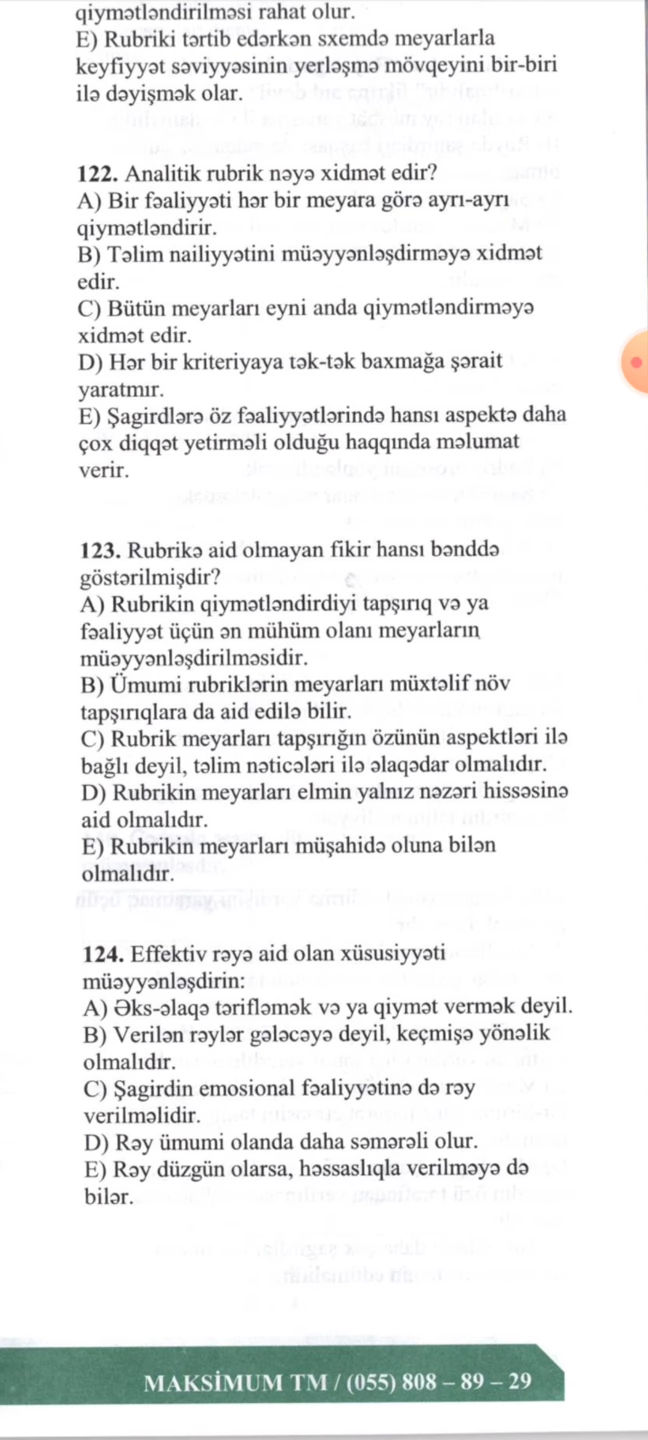 qiymətləndirilməsi rahat olur.
E) Rubriki tərtib edərkən sxemdə meyarlarla
keyfiyyət səviyyəsinin yerləşmə mövqeyini bir-biri
ilə dəyişmək olar.
122. Analitik rubrik nəyə xidmət edir?
A) Bir fəaliyyəti hər bir meyara görə ayrı-ayrı
qiymətləndirir.
B) Təlim nailiyyətini müəyyənləşdirməyə xidmət
edir.
C) Bütün meyarları eyni anda qiymətləndirməyə
xidmət edir.
D) Hər bir kriteriyaya tək-tək baxmağa şərait
yaratmır.
E) Şagirdlərə öz fəaliyyətlərində hansı aspektə daha
çox diqqət yetirməli olduğu haqqında məlumat
verir.
123. Rubrikə aid olmayan fikir hansı bənddə
göstərilmişdir?
A) Rubrikin qiymətləndirdiyi tapşırıq və ya
fəaliyyət üçün ən mühüm olanı meyarların
müəyyənləşdirilməsidir.
B) Ümumi rubriklərin meyarları müxtəlif növ
tapşırıqlara da aid edilə bilir.
C) Rubrik meyarları tapşırığın özünün aspektləri ilə
bağlı deyil, təlim nəticələri ilə əlaqədar olmalıdır.
D) Rubrikin meyarları elmin yalnız nəzəri hissəsinə
aid olmalıdır.
E) Rubrikin meyarları müşahidə oluna bilən
olmalıdır.
124. Effektiv rəyə aid olan xüsusiyyəti
müəyyənləşdirin:
A) Əks-əlaqə tərifləmək və ya qiymət vermək deyil.
B) Verilən rəylər gələcəyə deyil, keçmişə yönəlik
olmalıdır.
C) Şagirdin emosional fəaliyyətinə də rəy
verilməlidir.
D) Rəy ümumi olanda daha səmərəli olur.
E) Rəy düzgün olarsa, həssaslıqla verilməyə də
bilər.
MAKSİMUM TM / (055) 808 – 89 – 29